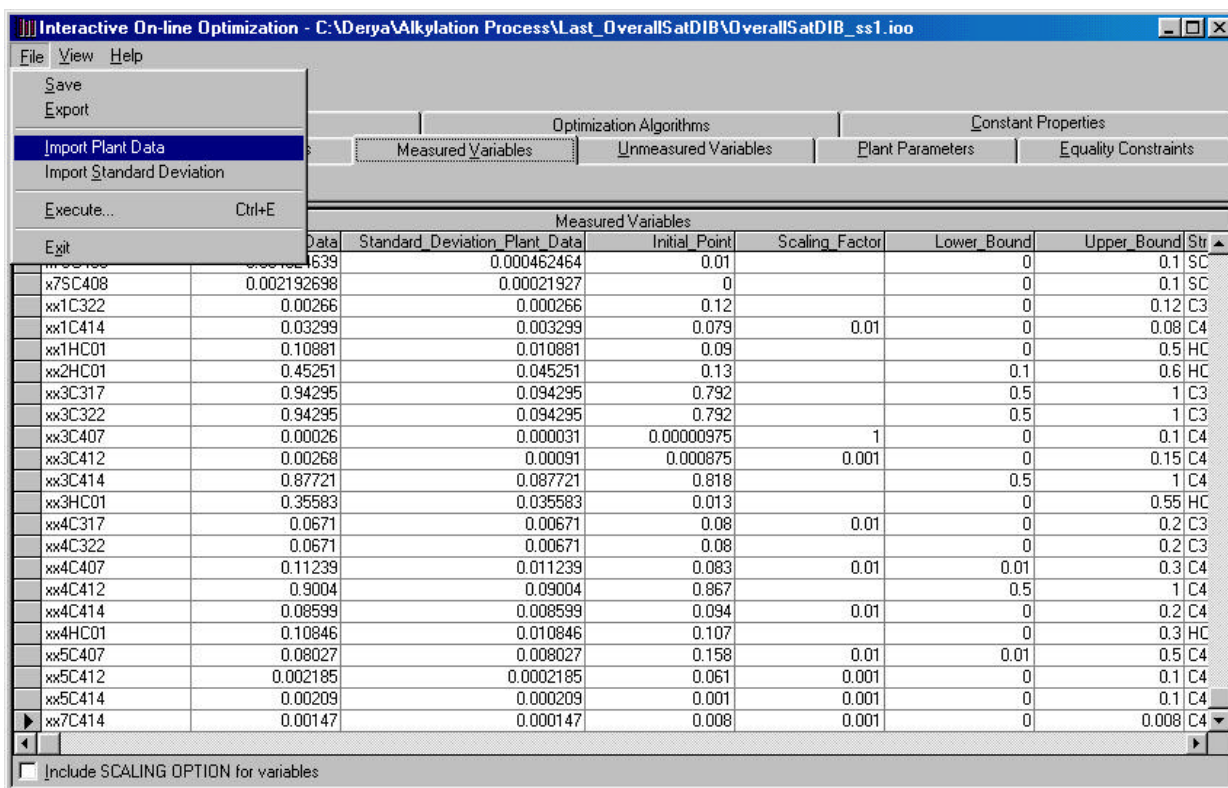 Interactive On-line Optimization - C:\Derya\Alkylation Process\Last_OverallSatDIB\OverallSatDIB_ss1.ioo
File View Help
Save
Export
Optimization Algorithms Constant Properties
Import Plant Data s Measured Variables Unmeasured Variables Plant Parameters Equality Constraints
Import Standard Deviation
Execute... Ctrl+E
Measured Variables
Exit Data Standard_Deviation_Plant_Data Initial_Point Scaling_Factor Lower_Bound Upper_Bound Str
0.000462464 0.01 0 0.1 SC
x7SC408 0.002192698 0.00021927 0 0 0.1 SC
xx1C322 0.00266 0.000266 0.12 0 0.12 C3
xx1C414 0.03299 0.003299 0.079 0.01 0 0.08 C4
xx1HC01 0.10881 0.010881 0.09 0 0.5 HC
xx2HC01 0.45251 0.045251 0.13 0.1 0.6 HC
xx3C317 0.94295 0.094295 0.792 0.5 1 C3
xx3C322 0.94295 0.094295 0.792 0.5 1 C3
xx3C407 0.00026 0.000031 0.00000975 1 0 0.1 C4
xx3C412 0.00268 0.00091 0.000875 0.001 0 0.15 C4
xx3C414 0.87721 0.087721 0.818 0.5 1 C4
xx3HC01 0.35583 0.035583 0.013 0 0.55 HC
xx4C317 0.0671 0.00671 0.08 0.01 0 0.2 C3
xx4C322 0.0671 0.00671 0.08 0 0.2 C3
xx4C407 0.11239 0.011239 0.083 0.01 0.01 0.3 C4
xx4C412 0.9004 0.09004 0.867 0.5 1 C4
xx4C414 0.08599 0.008599 0.094 0.01 0 0.2 C4
xx4HC01 0.10846 0.010846 0.107 0 0.3 HC
xx5C407 0.08027 0.008027 0.158 0.01 0.01 0.5 C4
xx5C412 0.002185 0.0002185 0.061 0.001 0 0.1 C4
xx5C414 0.00209 0.000209 0.001 0.001 0 0.1 C4
xx7C414 0.00147 0.000147 0.008 0.001 0 0.008 C4
Include SCALING OPTION for variables